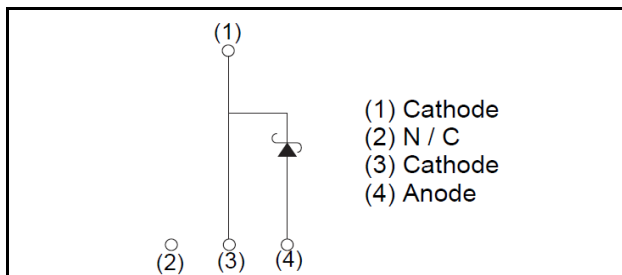 (1)
(1) Cathode
(2) N / C
(3) Cathode
(4) Anode
(2) (3) (4)